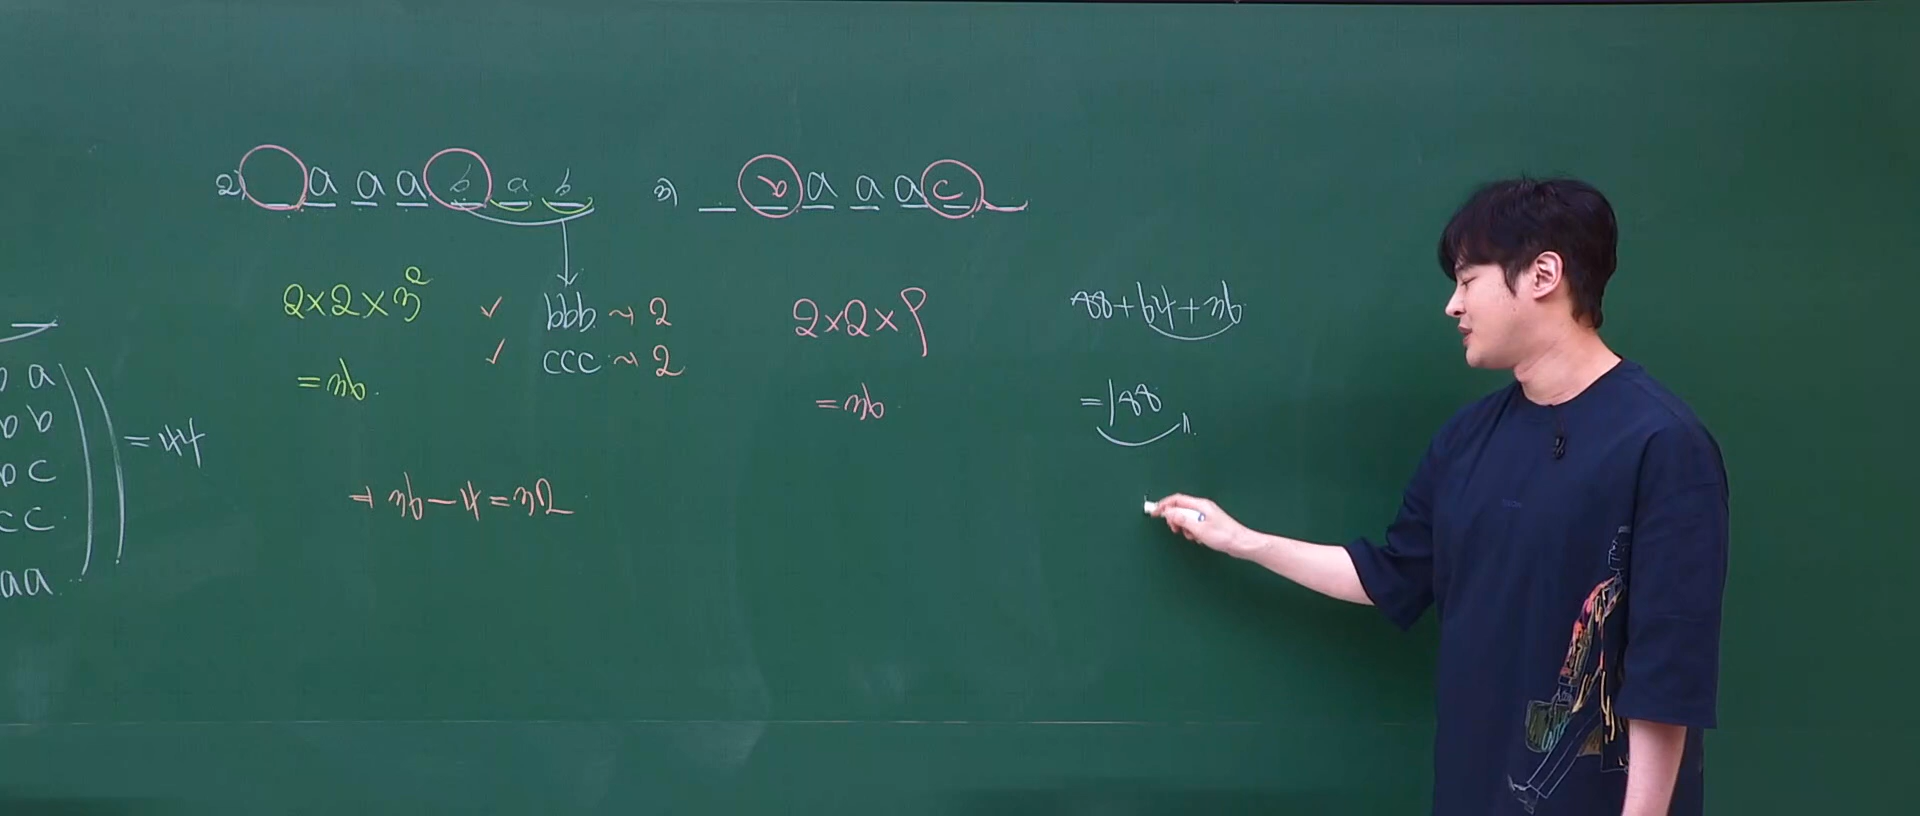 2) _ a a a b a b
3) _ b a a a c _
2×2×3²
= 36.
bbb → 2
ccc → 2
⇒ 36 - 4 = 32
2×2×9
= 36
88+64+36
= 188
b a
b b
b c
c c
a a
= 44